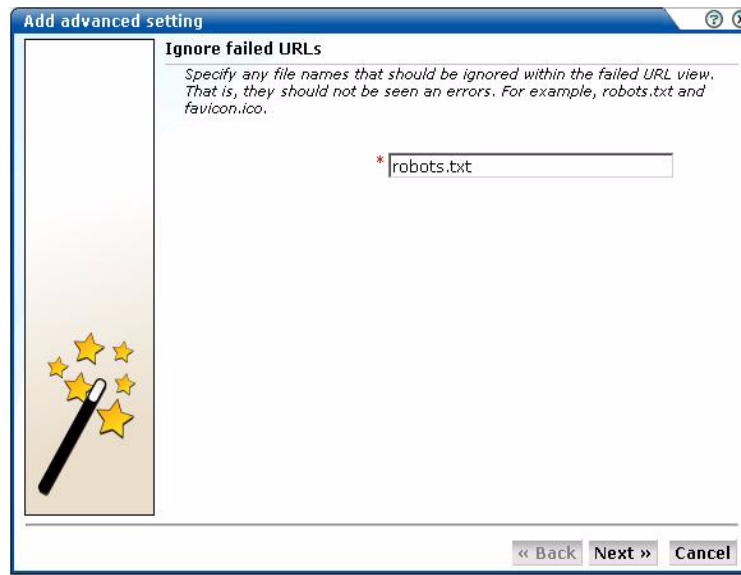 Add advanced setting
Ignore failed URLs
Specify any file names that should be ignored within the failed URL view.
That is, they should not be seen an errors. For example, robots.txt and
favicon.ico.
* robots.txt
« Back Next » Cancel